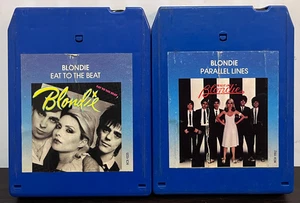 BLONDIE
EAT TO THE BEAT
Blondie
BLONDIE
PARALLEL LINES
Blondie